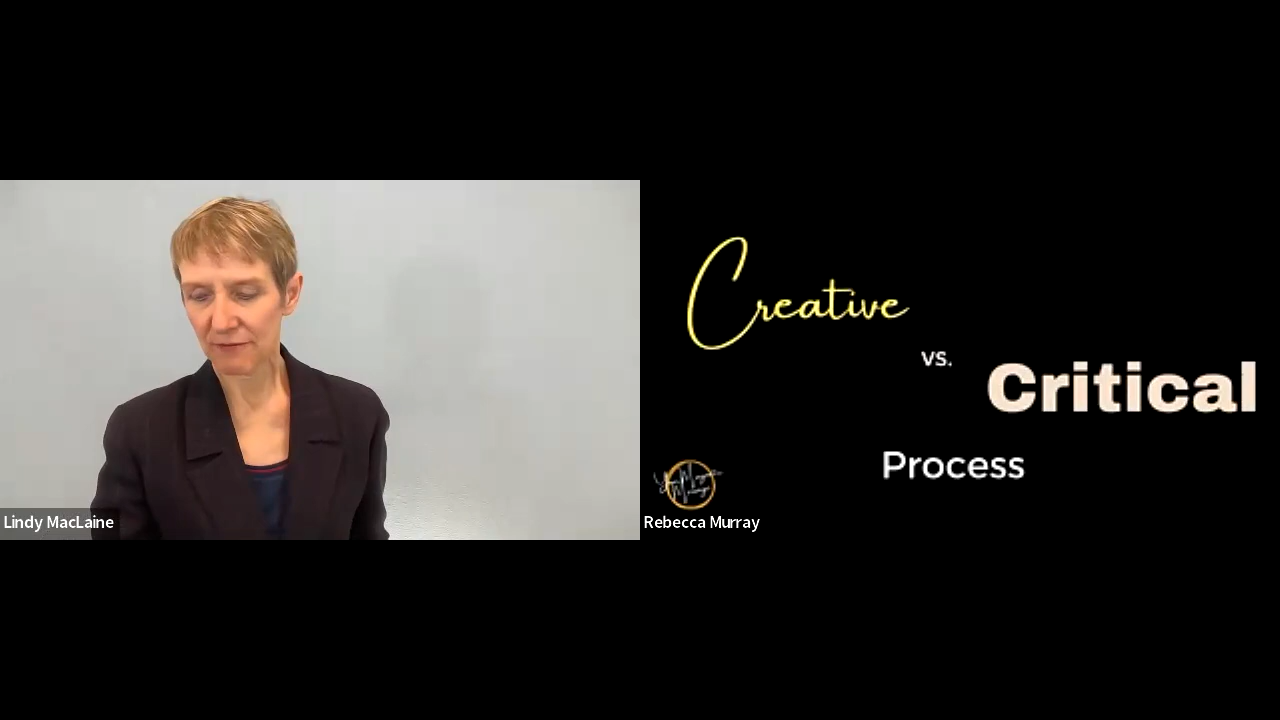 Creative
vs.
Critical
Process
Lindy MacLaine
Rebecca Murray